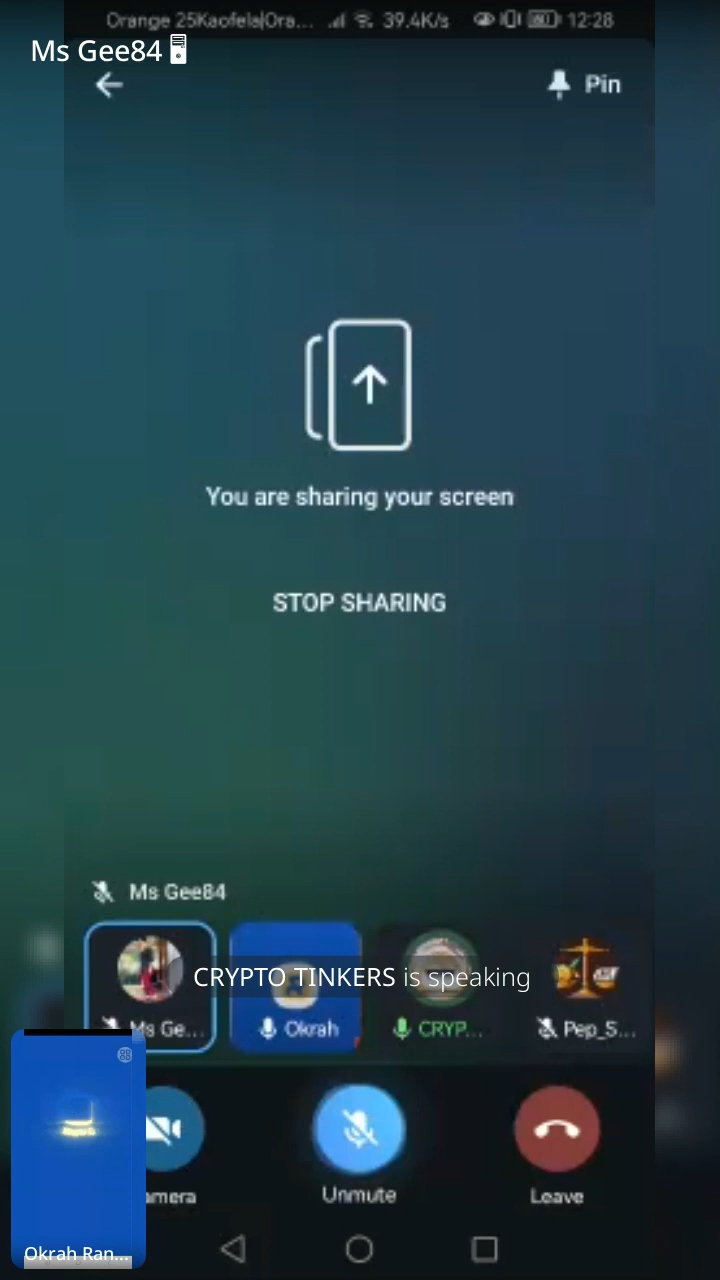 Orange 25Kaofela|Ora... 39.4K/s 12:28
Ms Gee84
Pin
You are sharing your screen
STOP SHARING
Ms Gee84
CRYPTO TINKERS is speaking
Ms Ge...
Okrah
CRYP...
Pep_S...
amera
Unmute
Leave
Okrah Ran...